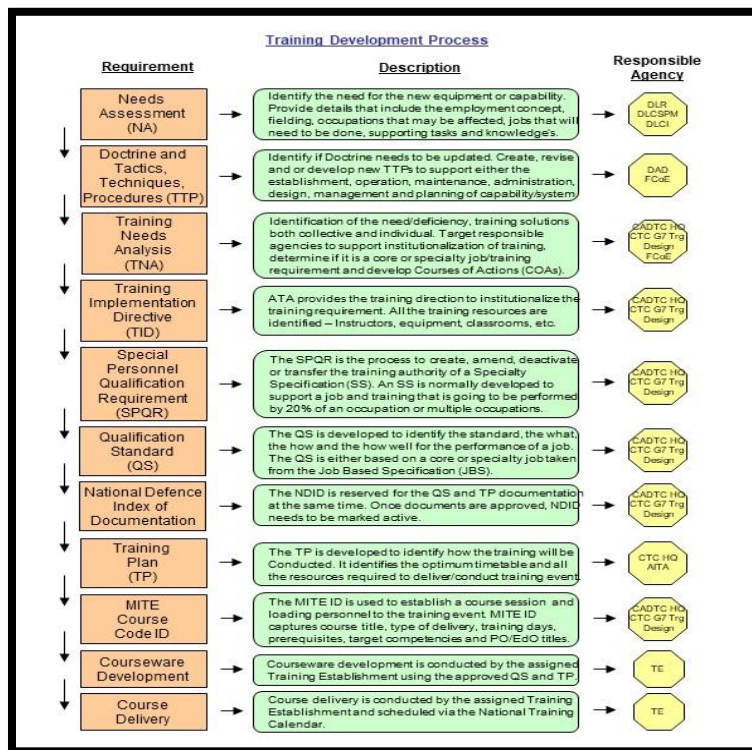 Training Development Process
Requirement
Description
Responsible
Agency
Needs
Assessment
(NA)
Identify the need for the new equipment or capability.
Provide details that include the employment concept,
fielding, occupations that may be affected, jobs that will
need to be done, supporting tasks and knowledge's.
DLR
DLCSPM
DLCI
Doctrine and
Tactics,
Techniques,
Procedures (TTP)
Identify if Doctrine needs to be updated. Create, revise
and or develop new TTPs to support either the
establishment, operation, maintenance, administration,
design, management and planning of capability/system
DAD
FCoE
Training
Needs
Analysis
(TNA)
Identification of the need/deficiency, training solutions
both collective and individual. Target responsible
agencies to support institutionalization of training,
determine if it is a core or specialty job/training
requirement and develop Courses of Actions (COAs).
CADTC HQ
CTC G7 Trg
Design
FCoE
Training
Implementation
Directive
(TID)
ATA provides the training direction to institutionalize the
training requirement. All the training resources are
identified – Instructors, equipment, classrooms, etc.
CADTC HQ
CTC G7 Trg
Design
Special
Personnel
Qualification
Requirement
(SPQR)
The SPQR is the process to create, amend, deactivate
or transfer the training authority of a Specialty
Specification (SS). An SS is normally developed to
support a job and training that is going to be performed
by 20% of an occupation or multiple occupations.
CADTC HQ
CTC G7 Trg
Design
Qualification
Standard
(QS)
The QS is developed to identify the standard, the what,
the how and the how well for the performance of a job.
The QS is either based on a core or specialty job taken
from the Job Based Specification (JBS).
CADTC HQ
CTC G7 Trg
Design
National Defence
Index of
Documentation
The NDID is reserved for the QS and TP documentation
at the same time. Once documents are approved, NDID
needs to be marked active.
CADTC HQ
CTC G7 Trg
Design
Training
Plan
(TP)
The TP is developed to identify how the training will be
Conducted. It identifies the optimum timetable and all
the resources required to deliver/conduct training event
CTC HQ
AITA
MITE
Course
Code ID
The MITE ID is used to establish a course session and
loading personnel to the training event. MITE ID
captures course title, type of delivery, training days,
prerequisites, target competencies and PO/EdO titles.
CADTC HQ
CTC G7 Trg
Design
Courseware
Development
Courseware development is conducted by the assigned
Training Establishment using the approved QS and TP.
TE
Course
Delivery
Course delivery is conducted by the assigned Training
Establishment and scheduled via the National Training
Calendar.
TE